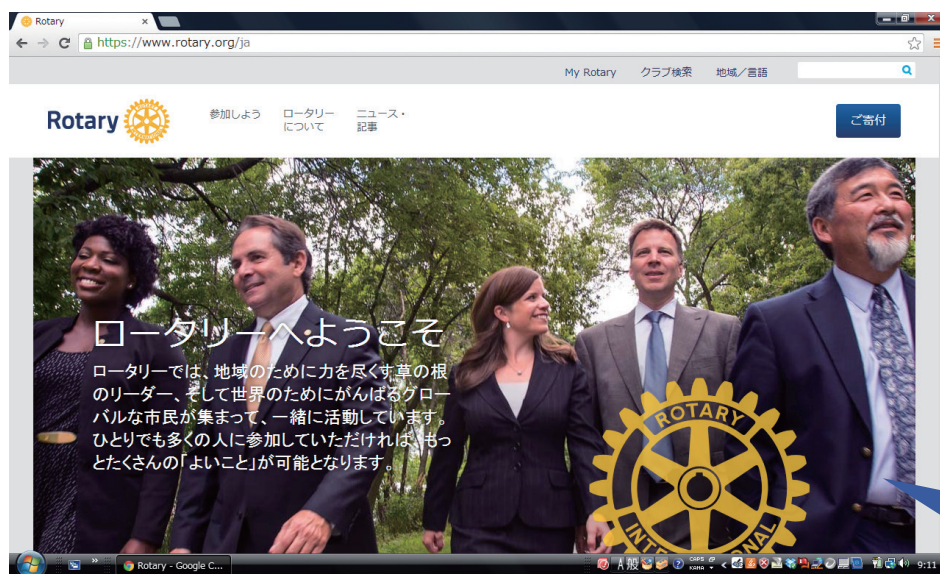 Rotary
https://www.rotary.org/ja
My Rotary クラブ検索 地域/言語
Rotary
参加しよう
ロータリー
について
ニュース・
記事
ご寄付
ロータリーへようこそ
ロータリーでは、地域のために力を尽くす草の根
のリーダー、そして世界のためにがんばるグロー
バルな市民が集まって、一緒に活動しています。
ひとりでも多くの人に参加していただければ、もっ
とたくさんの「よいこと」が可能となります。
ROTARY
INTERNATIONAL
Rotary - Google C...
A 般
CAPS
KANA
9:11